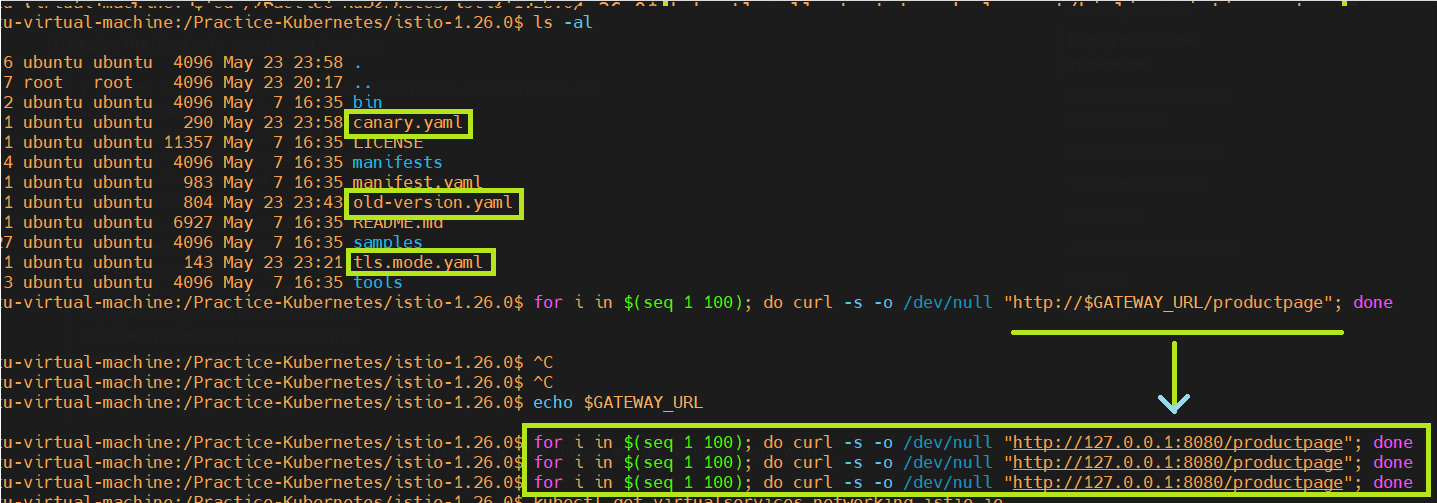 tu-virtual-machine:/Practice-Kubernetes/istio-1.26.0$ ls -al
6 ubuntu ubuntu 4096 May 23 23:58 .
7 root root 4096 May 23 20:17 ..
2 ubuntu ubuntu 4096 May 7 16:35 bin
1 ubuntu ubuntu 290 May 23 23:58 canary.yaml
1 ubuntu ubuntu 11357 May 7 16:35 LICENSE
4 ubuntu ubuntu 4096 May 7 16:35 manifests
1 ubuntu ubuntu 983 May 7 16:35 manifest.yaml
1 ubuntu ubuntu 804 May 23 23:43 old-version.yaml
1 ubuntu ubuntu 6927 May 7 16:35 README.md
27 ubuntu ubuntu 4096 May 7 16:35 samples
1 ubuntu ubuntu 143 May 23 23:21 tls.mode.yaml
3 ubuntu ubuntu 4096 May 7 16:35 tools
tu-virtual-machine:/Practice-Kubernetes/istio-1.26.0$ for i in $(seq 1 100); do curl -s -o /dev/null "http://$GATEWAY_URL/productpage"; done
tu-virtual-machine:/Practice-Kubernetes/istio-1.26.0$ ^C
tu-virtual-machine:/Practice-Kubernetes/istio-1.26.0$ ^C
tu-virtual-machine:/Practice-Kubernetes/istio-1.26.0$ echo $GATEWAY_URL
tu-virtual-machine:/Practice-Kubernetes/istio-1.26.0$ for i in $(seq 1 100); do curl -s -o /dev/null "http://127.0.0.1:8080/productpage"; done
tu-virtual-machine:/Practice-Kubernetes/istio-1.26.0$ for i in $(seq 1 100); do curl -s -o /dev/null "http://127.0.0.1:8080/productpage"; done
tu-virtual-machine:/Practice-Kubernetes/istio-1.26.0$ for i in $(seq 1 100); do curl -s -o /dev/null "http://127.0.0.1:8080/productpage"; done
tu-virtual-machine:/Practice-Kubernetes/istio-1.26.0$ kubectl get virtualservices.networking.istio.io